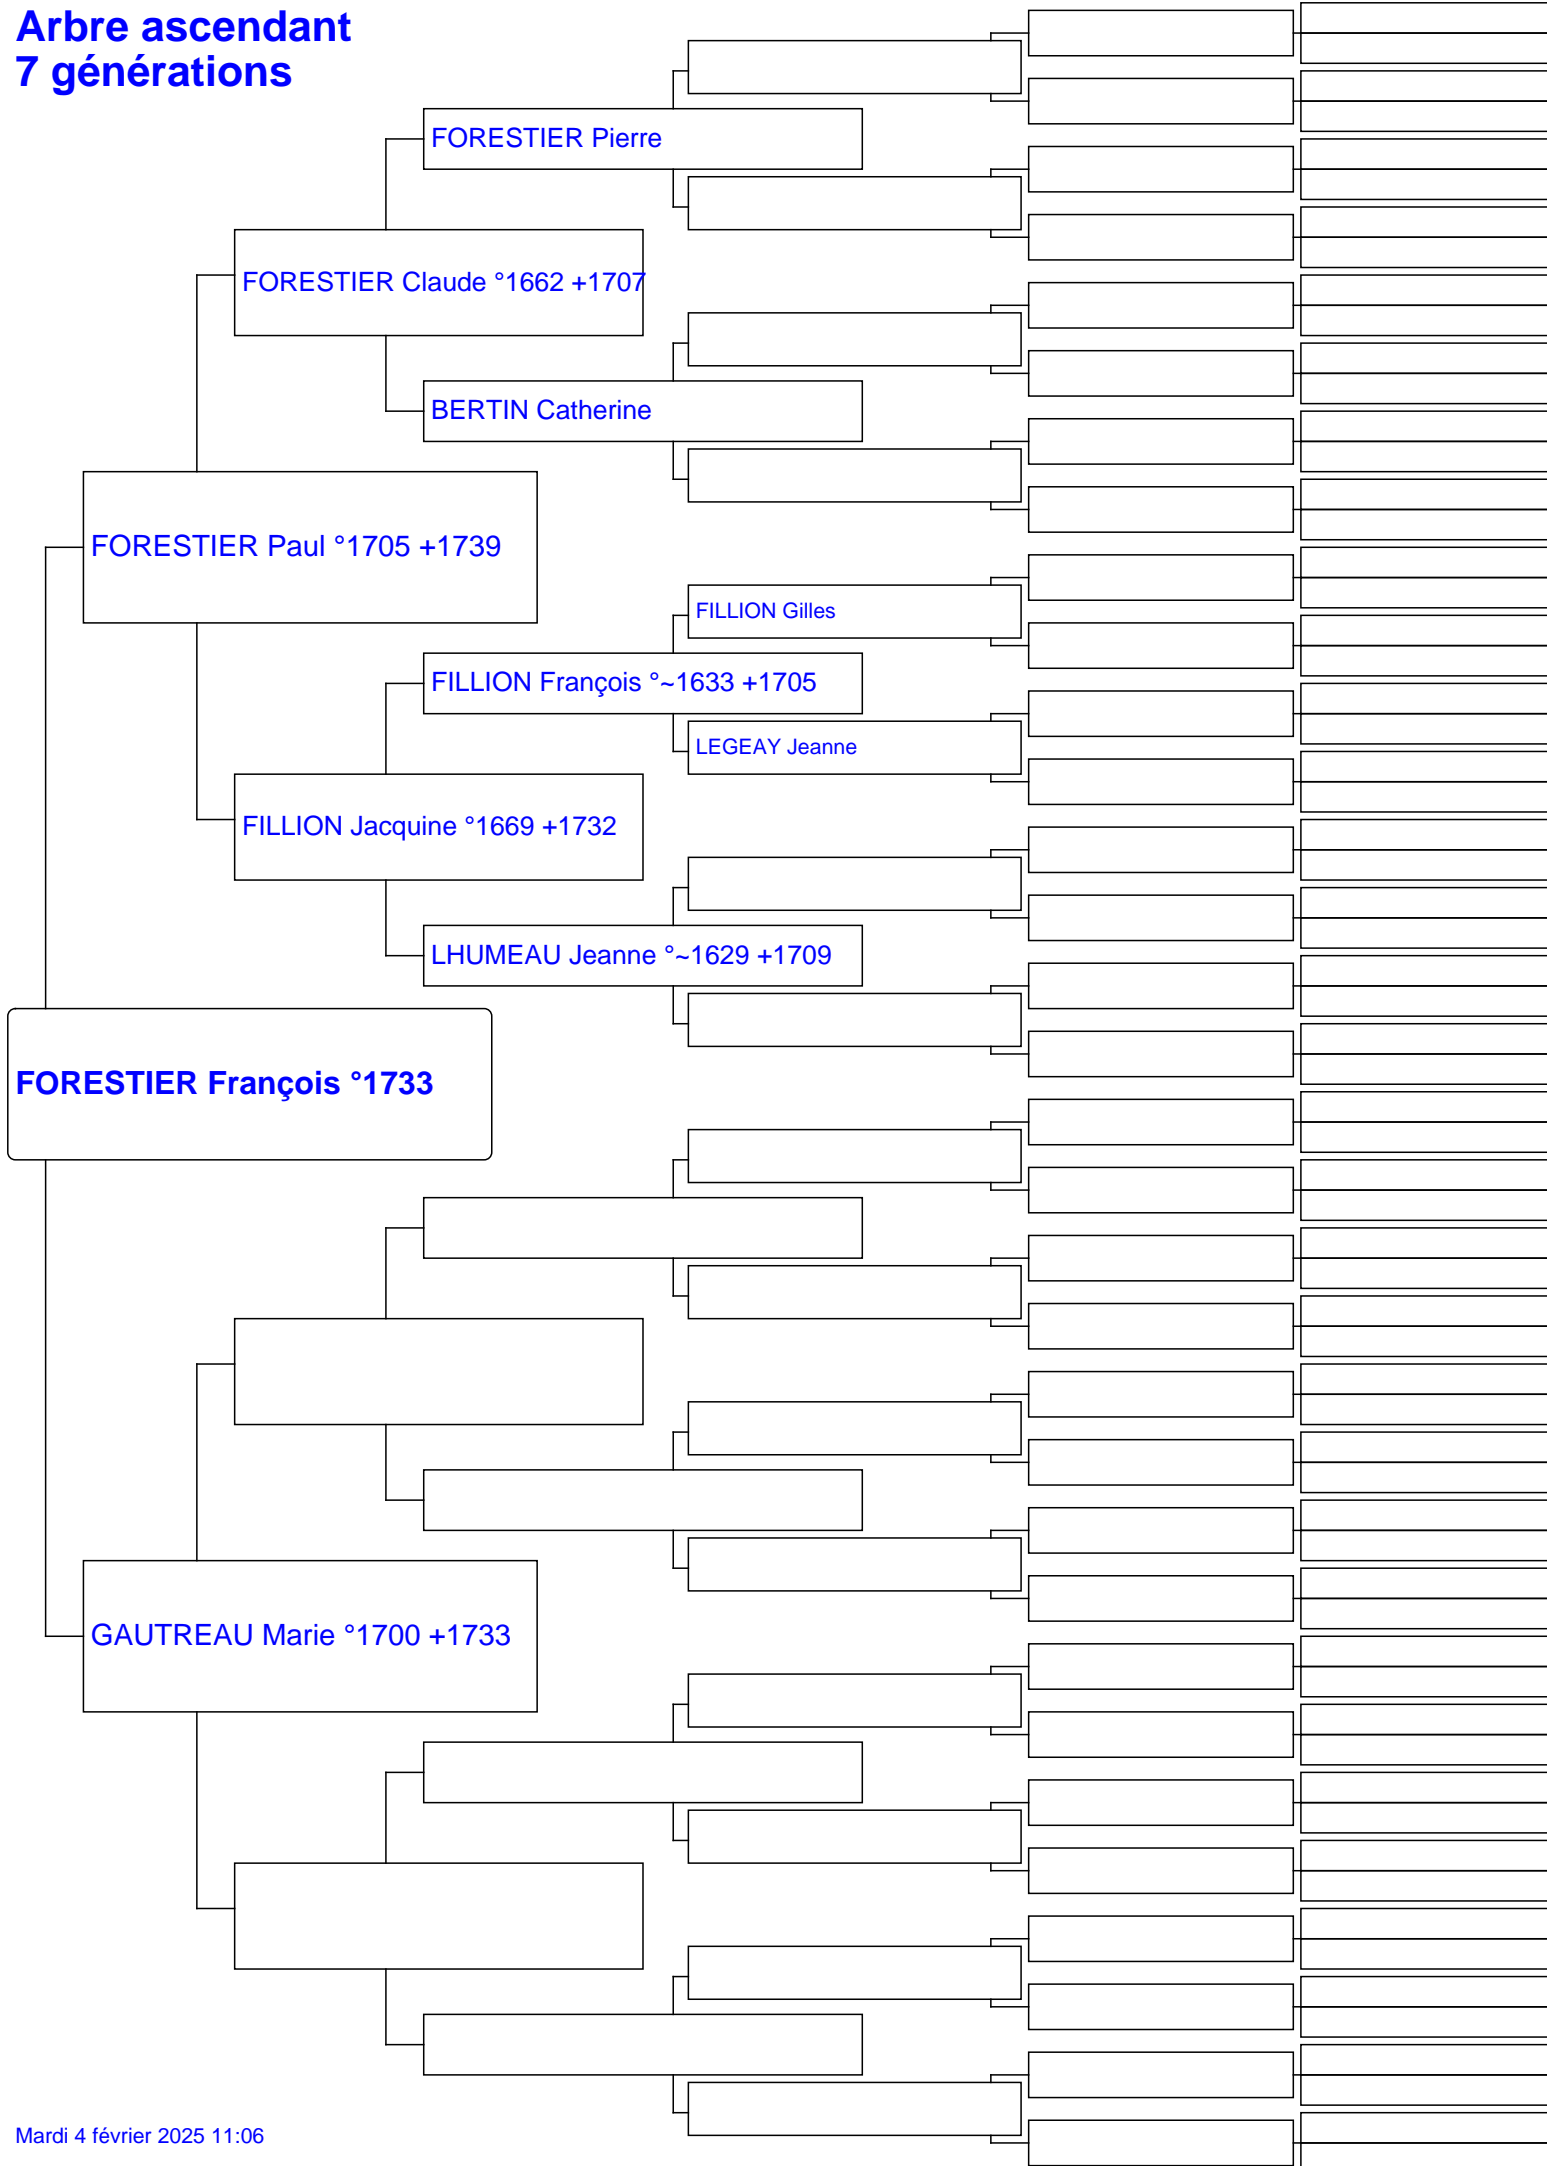 Arbre ascendant
7 générations
FORESTIER Pierre
FORESTIER Claude °1662 +1707
BERTIN Catherine
FORESTIER Paul °1705 +1739
FILLION Gilles
FILLION François °~1633 +1705
LEGEAY Jeanne
FILLION Jacquine °1669 +1732
LHUMEAU Jeanne °~1629 +1709
FORESTIER François °1733
GAUTREAU Marie °1700 +1733
Mardi 4 février 2025 11:06